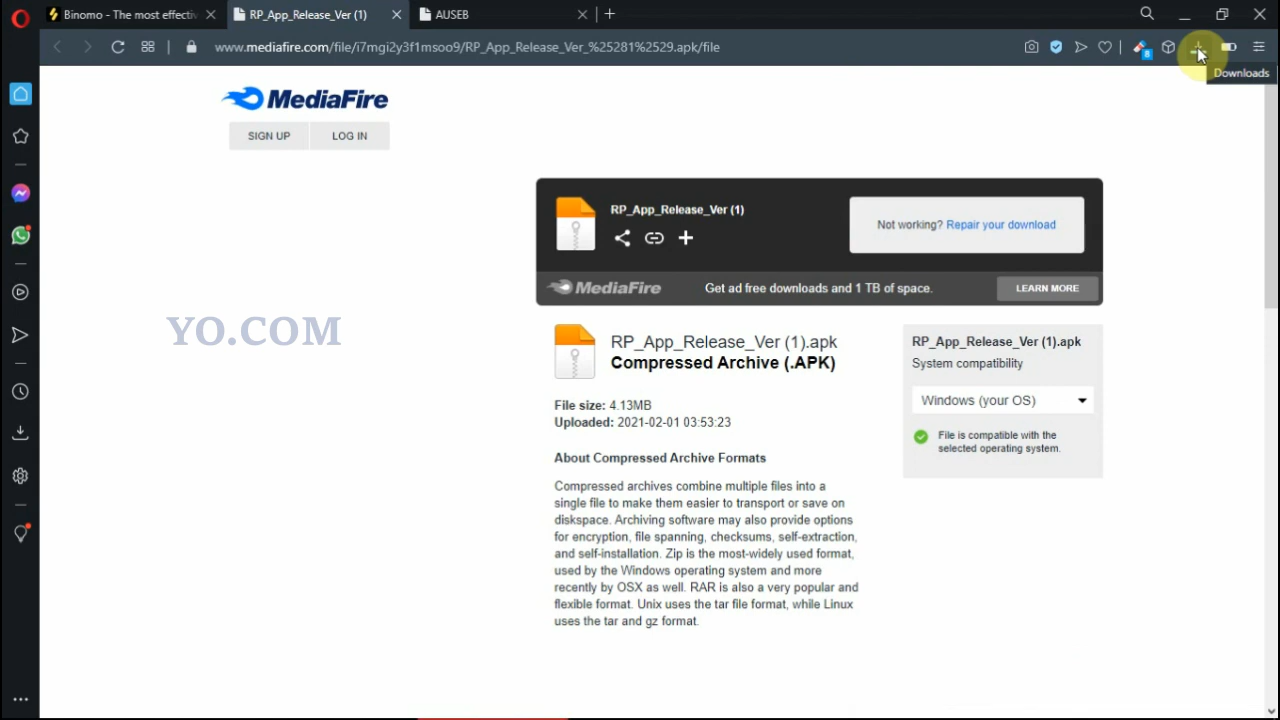 Binomo - The most effectiv
RP_App_Release_Ver (1)
AUSEB
www.mediafire.com/file/i7mgi2y3f1msoo9/RP_App_Release_Ver_%25281%2529.apk/file
8
Downloads
MediaFire
SIGN UP
LOG IN
RP_App_Release_Ver (1)
Not working? Repair your download
MediaFire
Get ad free downloads and 1 TB of space.
LEARN MORE
YO.COM
RP_App_Release_Ver (1).apk
Compressed Archive (.APK)
File size: 4.13MB
Uploaded: 2021-02-01 03:53:23
About Compressed Archive Formats
Compressed archives combine multiple files into a
single file to make them easier to transport or save on
diskspace. Archiving software may also provide options
for encryption, file spanning, checksums, self-extraction,
and self-installation. Zip is the most-widely used format,
used by the Windows operating system and more
recently by OSX as well. RAR is also a very popular and
flexible format. Unix uses the tar file format, while Linux
uses the tar and gz format.
RP_App_Release_Ver (1).apk
System compatibility
Windows (your OS)
File is compatible with the
selected operating system.